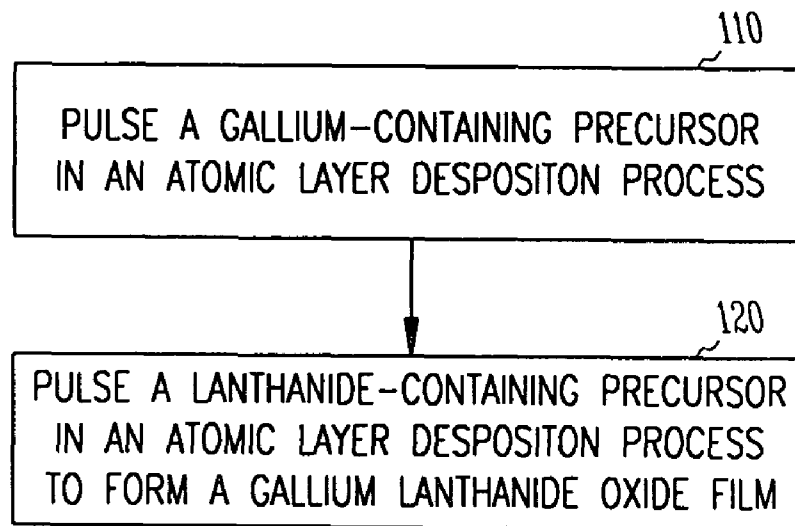 110
PULSE A GALLIUM-CONTAINING PRECURSOR
IN AN ATOMIC LAYER DESPOSITON PROCESS
120
PULSE A LANTHANIDE-CONTAINING PRECURSOR
IN AN ATOMIC LAYER DESPOSITON PROCESS
TO FORM A GALLIUM LANTHANIDE OXIDE FILM